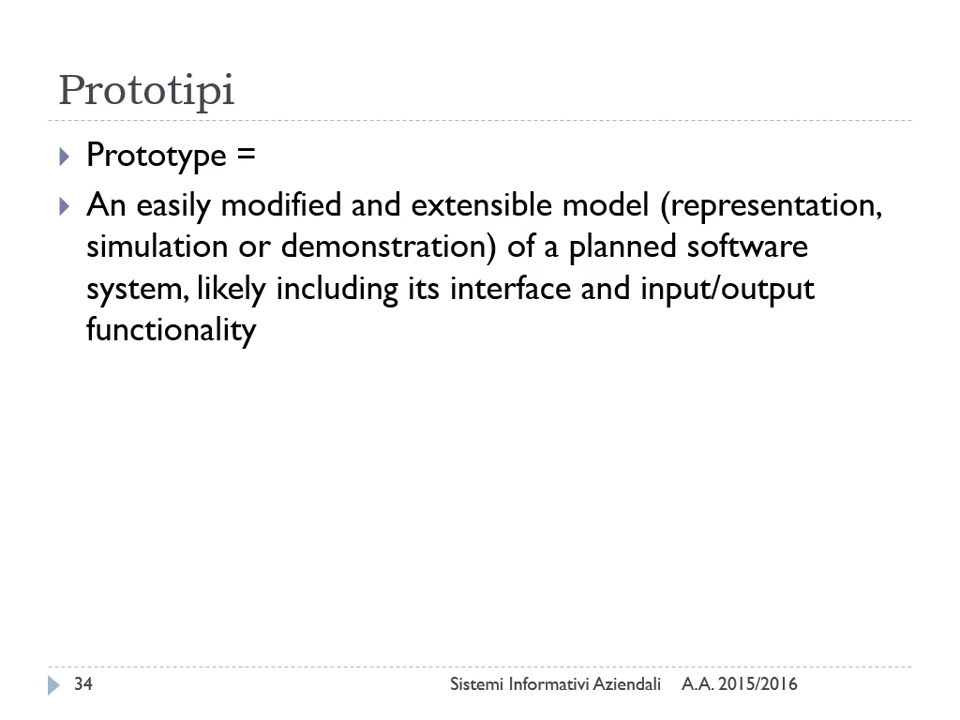 Prototipi
Prototype =
An easily modified and extensible model (representation,
simulation or demonstration) of a planned software
system, likely including its interface and input/output
functionality
34 Sistemi Informativi Aziendali A.A. 2015/2016